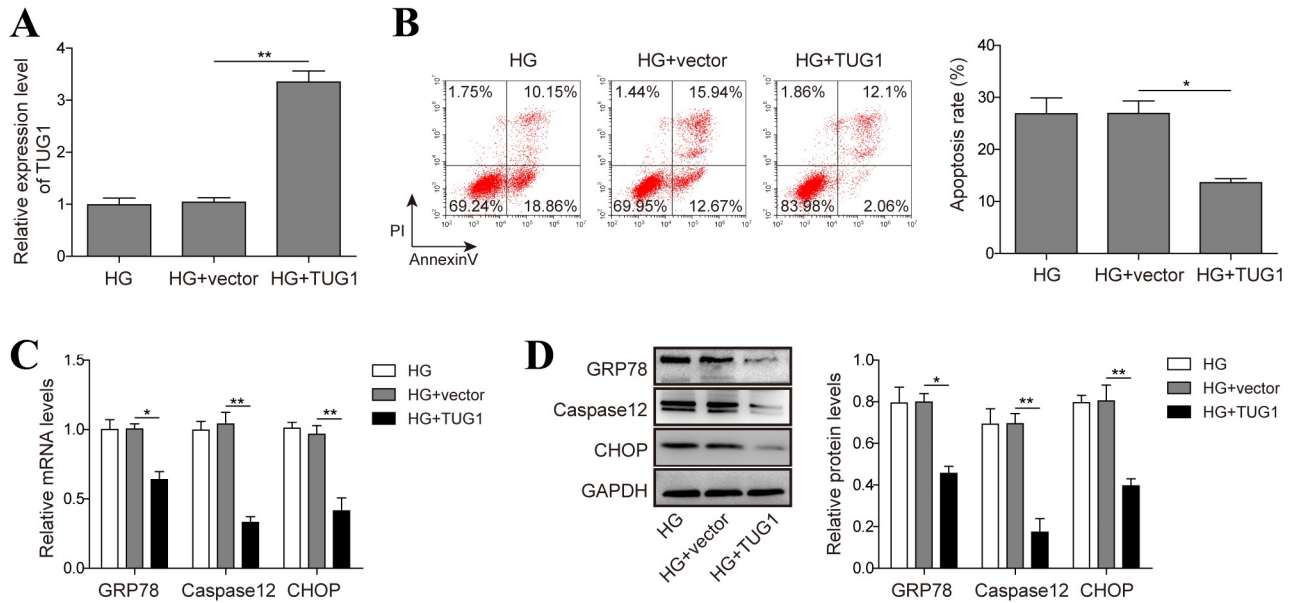 A
Relative expression level
of TUG1
4
3
2
1
0
**
HG
HG+vector
HG+TUG1
B
HG
HG+vector
HG+TUG1
1.75%
10.15%
69.24%
18.86%
1.44%
15.94%
69.95%
12.67%
1.86%
12.1%
83.98%
2.06%
PI
AnnexinV
Apoptosis rate (%)
40
30
20
10
0
*
HG
HG+vector
HG+TUG1
C
Relative mRNA levels
1.5
1.0
0.5
0.0
*
**
**
GRP78
Caspase12
CHOP
HG
HG+vector
HG+TUG1
D
GRP78
Caspase12
CHOP
GAPDH
HG
HG+vector
HG+TUG1
Relative protein levels
1.0
0.8
0.6
0.4
0.2
0.0
*
**
**
GRP78
Caspase12
CHOP
HG
HG+vector
HG+TUG1